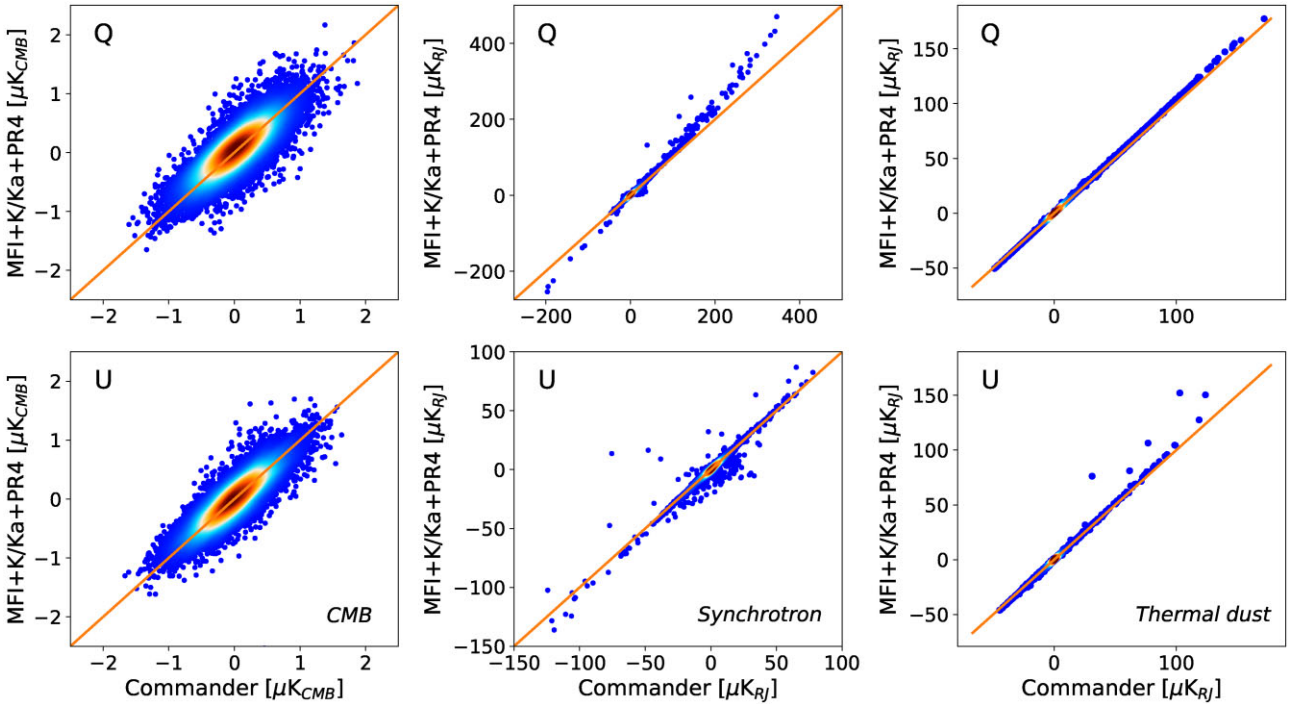 Q
MFI+K/Ka+PR4 [μK_CMB]
2
1
0
−1
−2
−2 −1 0 1 2
Q
MFI+K/Ka+PR4 [μK_RJ]
400
200
0
−200
−200 0 200 400
Q
MFI+K/Ka+PR4 [μK_RJ]
150
100
50
0
−50
0 100
U
MFI+K/Ka+PR4 [μK_CMB]
2
1
0
−1
−2
CMB
−2 −1 0 1 2
Commander [μK_CMB]
U
MFI+K/Ka+PR4 [μK_RJ]
100
50
0
−50
−100
−150
Synchrotron
−150 −100 −50 0 50 100
Commander [μK_RJ]
U
MFI+K/Ka+PR4 [μK_RJ]
150
100
50
0
−50
Thermal dust
0 100
Commander [μK_RJ]